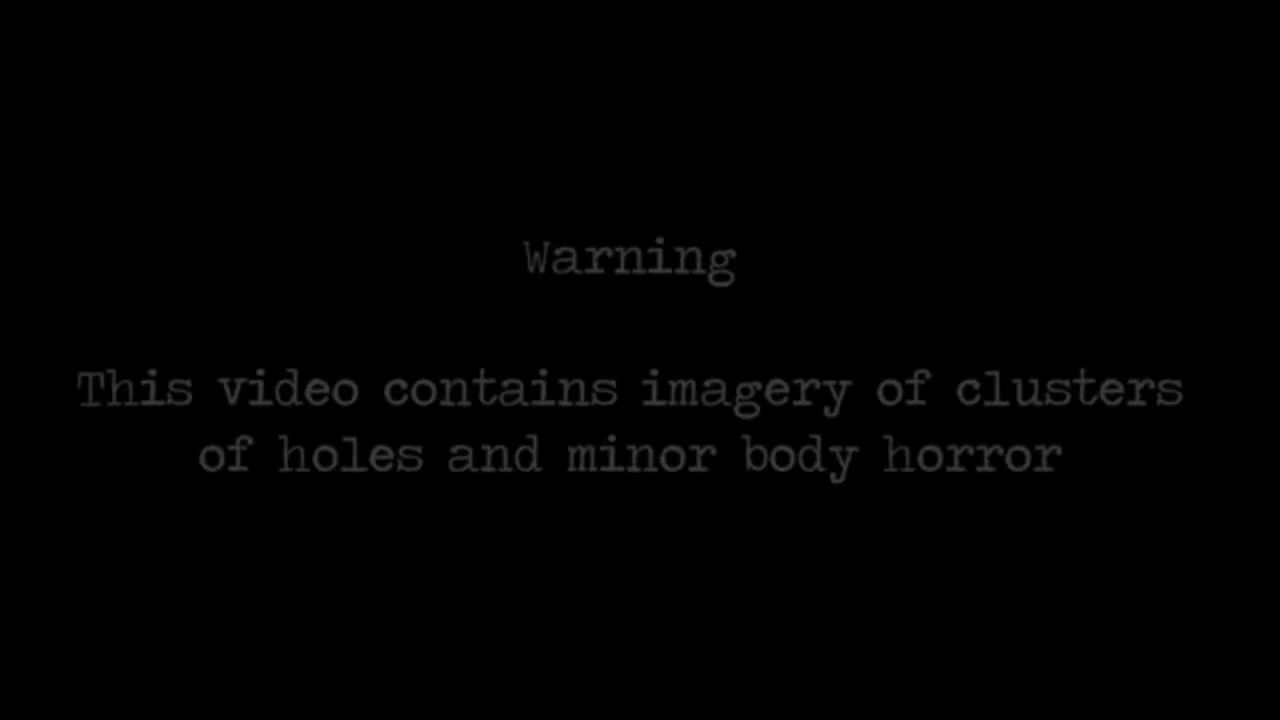 Warning
This video contains imagery of clusters
of holes and minor body horror